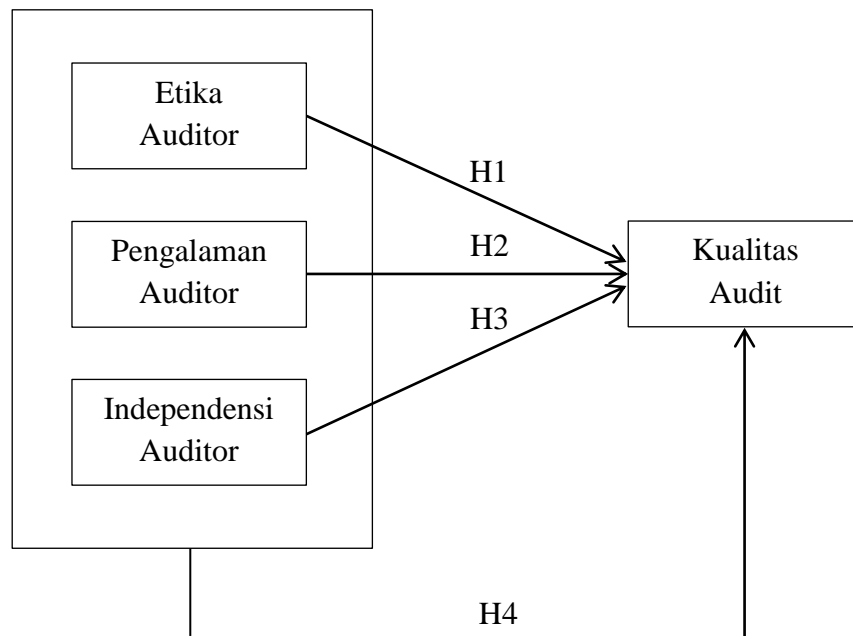 Etika
Auditor
H1
Pengalaman
Auditor
H2
Kualitas
Audit
H3
Independensi
Auditor
H4